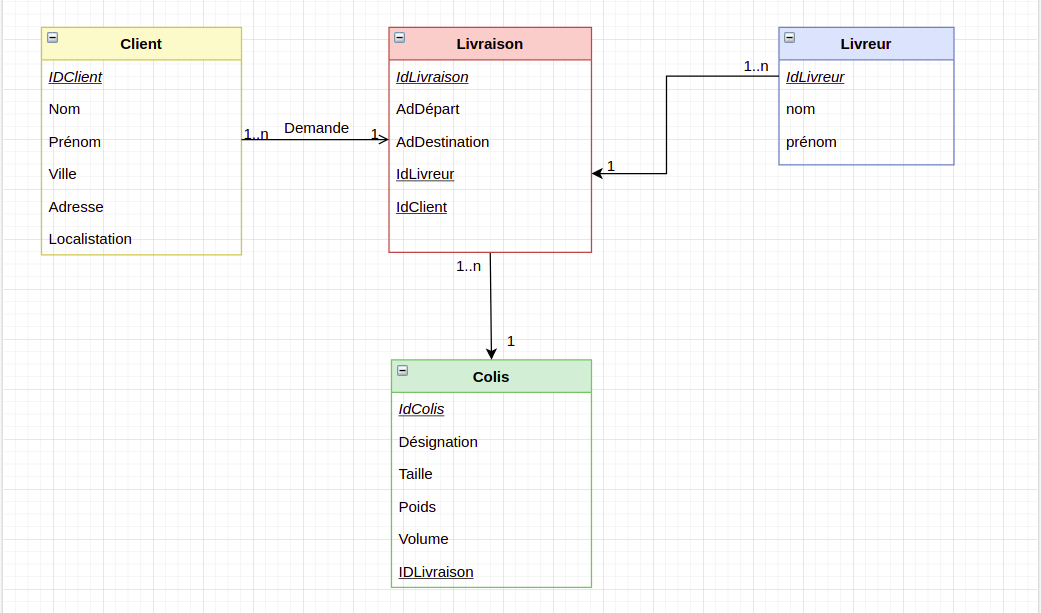 Client
IDClient
Nom
Prénom
Ville
Adresse
Localistation
1..n
Demande
1
Livraison
IdLivraison
AdDépart
AdDestination
IdLivreur
IdClient
1
1..n
Livreur
IdLivreur
nom
prénom
1..n
1
Colis
IdColis
Désignation
Taille
Poids
Volume
IDLivraison